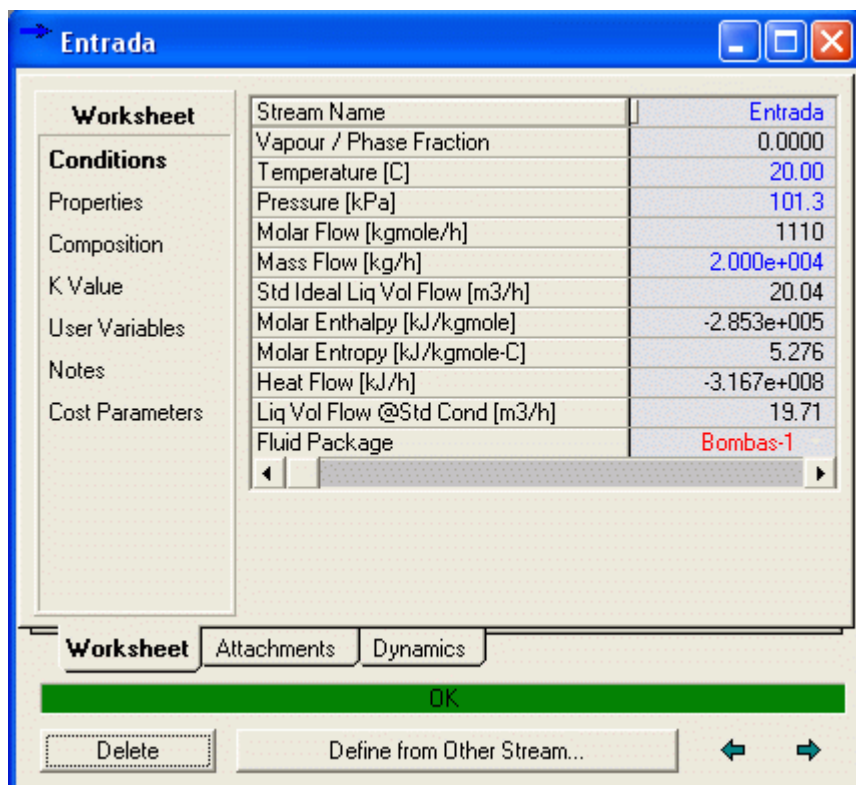 Entrada
Worksheet
Conditions
Properties
Composition
K Value
User Variables
Notes
Cost Parameters
Stream Name Entrada
Vapour / Phase Fraction 0.0000
Temperature [C] 20.00
Pressure [kPa] 101.3
Molar Flow [kgmole/h] 1110
Mass Flow [kg/h] 2.000e+004
Std Ideal Liq Vol Flow [m3/h] 20.04
Molar Enthalpy [kJ/kgmole] -2.853e+005
Molar Entropy [kJ/kgmole-C] 5.276
Heat Flow [kJ/h] -3.167e+008
Liq Vol Flow @Std Cond [m3/h] 19.71
Fluid Package Bombas-1
Worksheet Attachments Dynamics
OK
Delete Define from Other Stream...